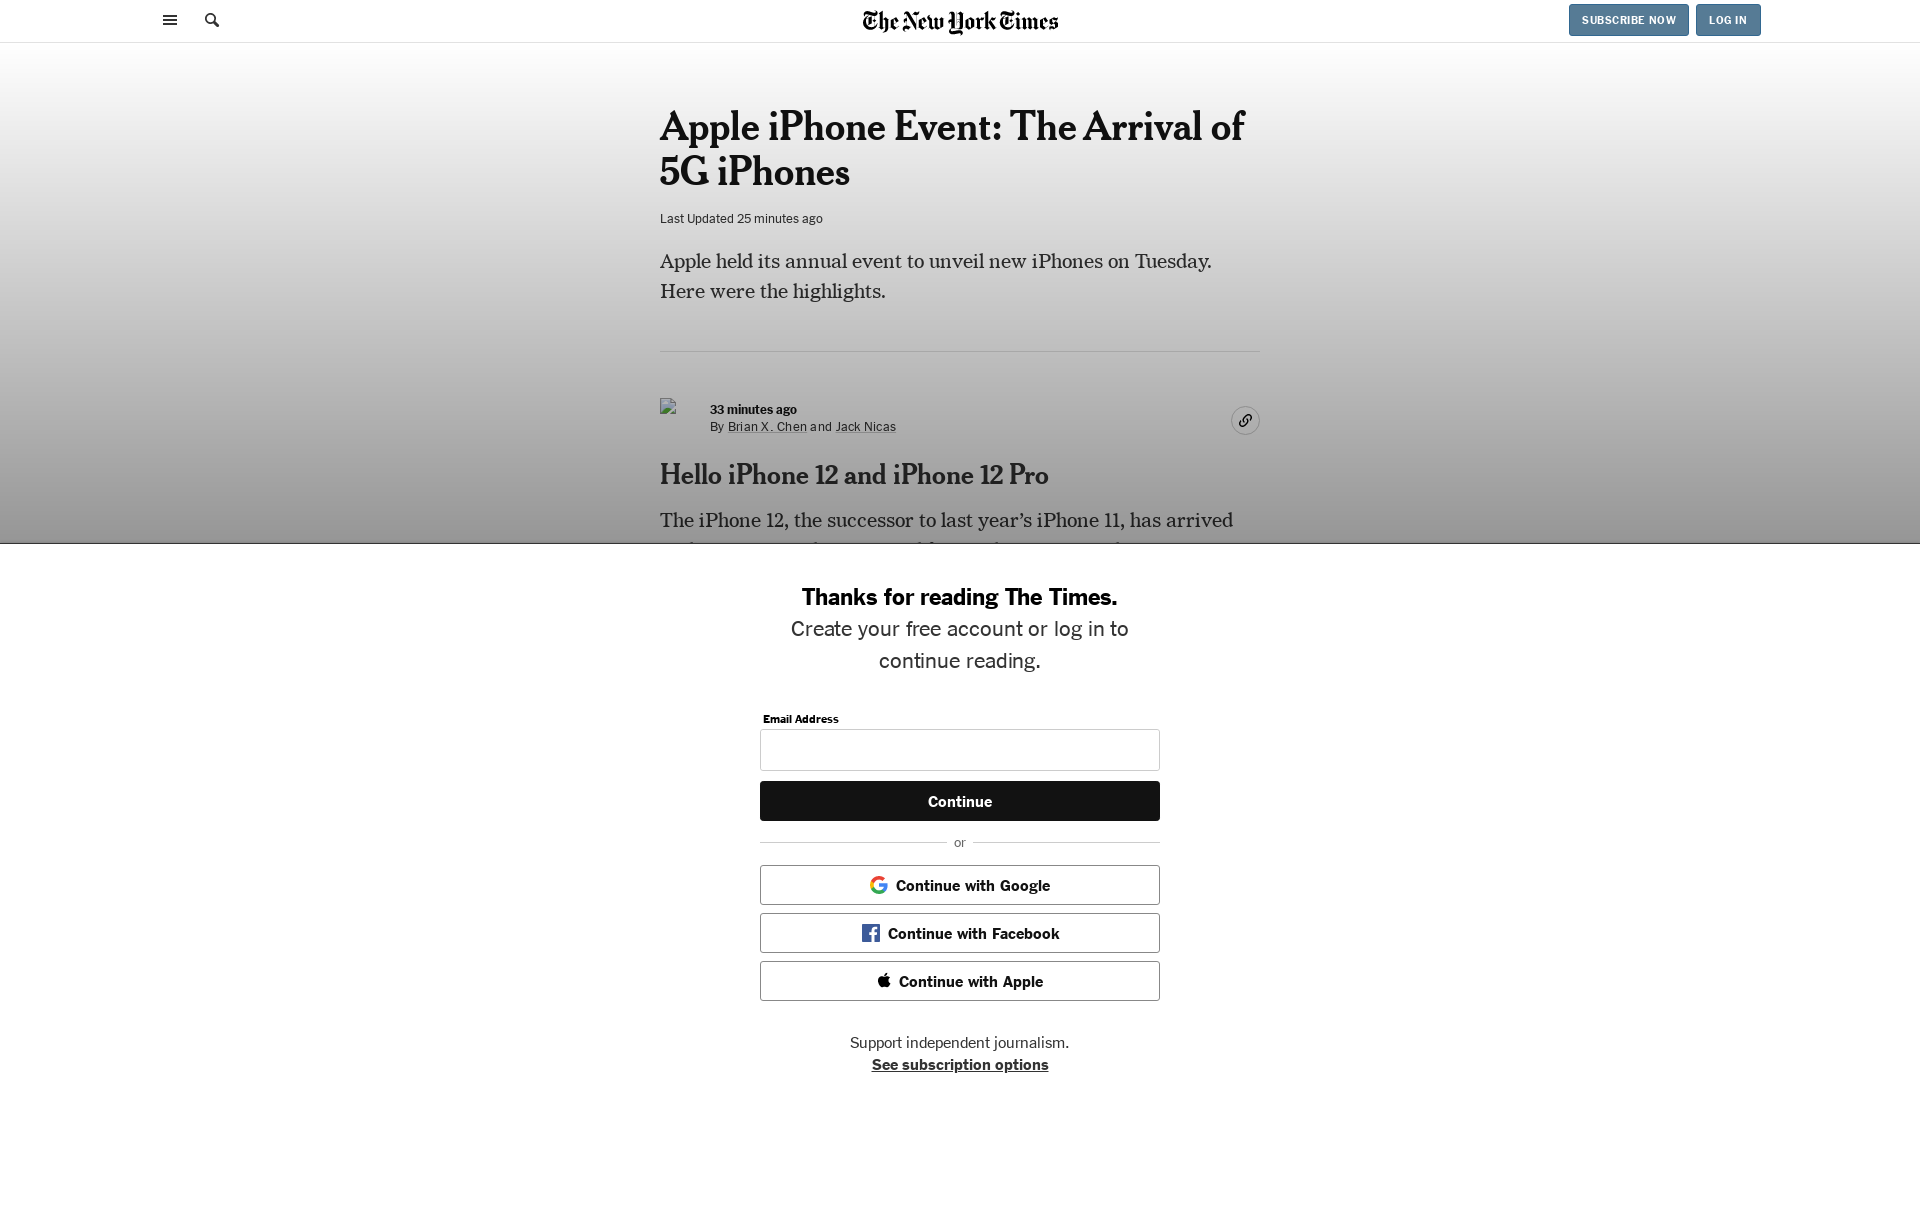 The New York Times
SUBSCRIBE NOW
LOG IN
Apple iPhone Event: The Arrival of
5G iPhones
Last Updated 25 minutes ago
Apple held its annual event to unveil new iPhones on Tuesday.
Here were the highlights.
33 minutes ago
By Brian X. Chen and Jack Nicas
Hello iPhone 12 and iPhone 12 Pro
The iPhone 12, the successor to last year’s iPhone 11, has arrived
Thanks for reading The Times.
Create your free account or log in to
continue reading.
Email Address
Continue
or
Continue with Google
Continue with Facebook
Continue with Apple
Support independent journalism.
See subscription options